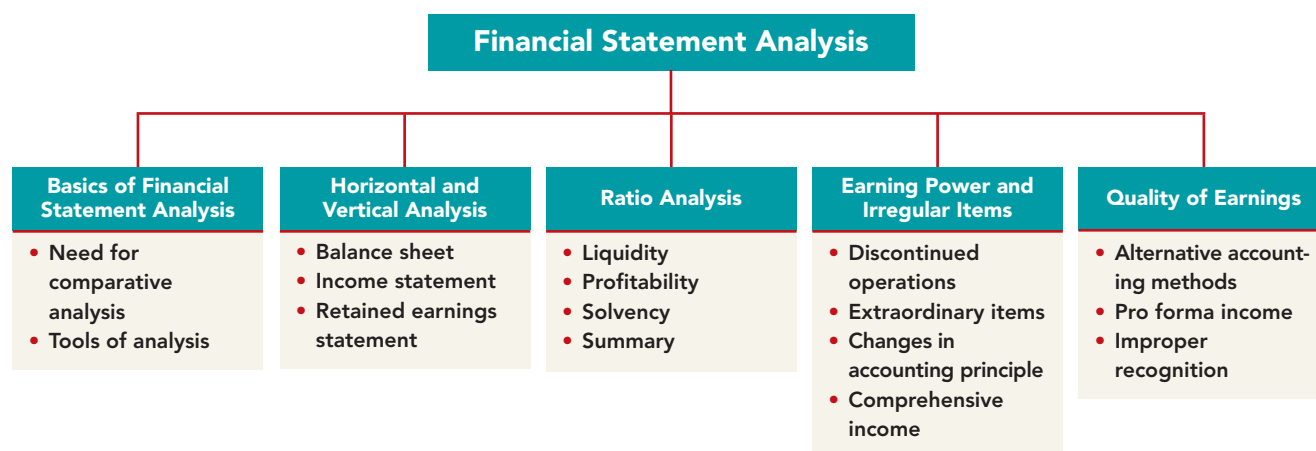 Financial Statement Analysis
Basics of Financial
Statement Analysis
• Need for
comparative
analysis
• Tools of analysis
Horizontal and
Vertical Analysis
• Balance sheet
• Income statement
• Retained earnings
statement
Ratio Analysis
• Liquidity
• Profitability
• Solvency
• Summary
Earning Power and
Irregular Items
• Discontinued
operations
• Extraordinary items
• Changes in
accounting principle
• Comprehensive
income
Quality of Earnings
• Alternative account-
ing methods
• Pro forma income
• Improper
recognition